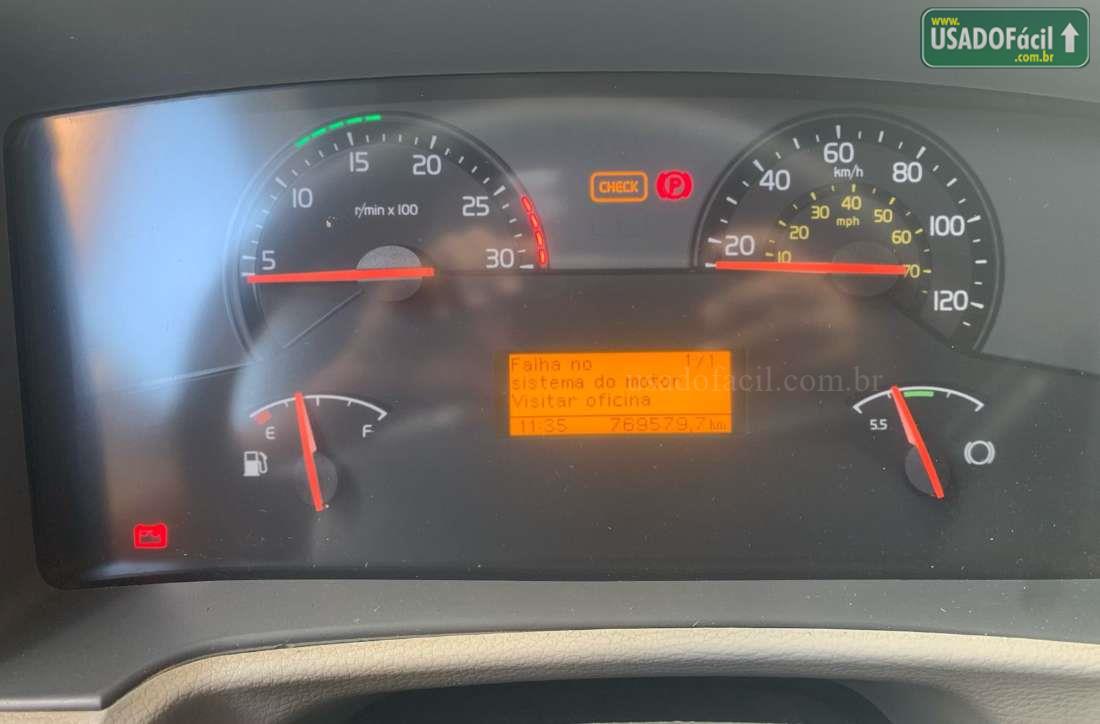 www.
USADOFácil
.com.br
5
10
15
20
25
30
r/min x 100
CHECK
P
20
40
60
80
100
120
km/h
10
20
30
40
50
60
70
mph
Falha no 1/1
sistema do motor
Visitar oficina
11:35 769579,7 km
usadofacil.com.br
E
F
5.5